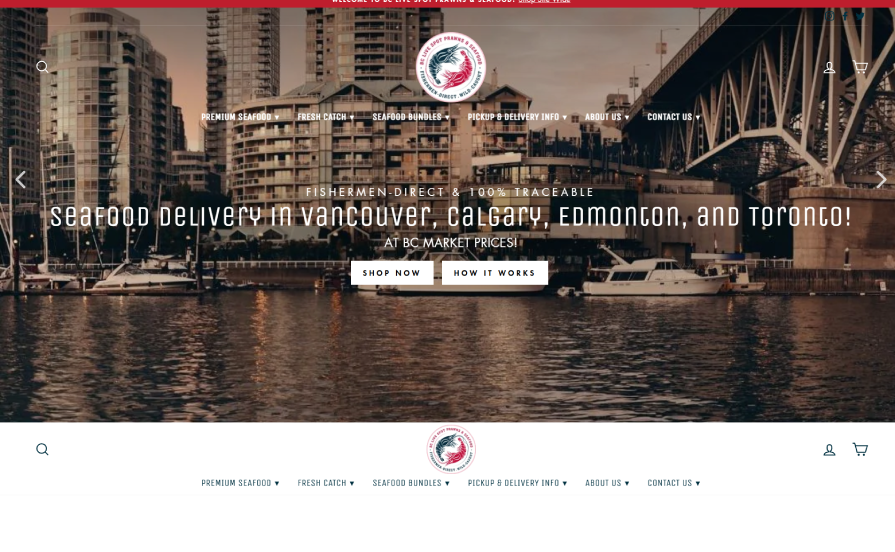 WELCOME TO BC LIVE SPOT PRAWNS & SEAFOOD! Shop Site Wide
BC LIVE SPOT PRAWNS & SEAFOOD
FISHERMEN-DIRECT . WILD-CAUGHT
PREMIUM SEAFOOD ▾ FRESH CATCH ▾ SEAFOOD BUNDLES ▾ PICKUP & DELIVERY INFO ▾ ABOUT US ▾ CONTACT US ▾
FISHERMEN-DIRECT & 100% TRACEABLE
Seafood Delivery in Vancouver, Calgary, Edmonton, and Toronto!
AT BC MARKET PRICES!
SHOP NOW HOW IT WORKS
BC LIVE SPOT PRAWNS & SEAFOOD
FISHERMEN-DIRECT . WILD-CAUGHT
PREMIUM SEAFOOD ▾ FRESH CATCH ▾ SEAFOOD BUNDLES ▾ PICKUP & DELIVERY INFO ▾ ABOUT US ▾ CONTACT US ▾